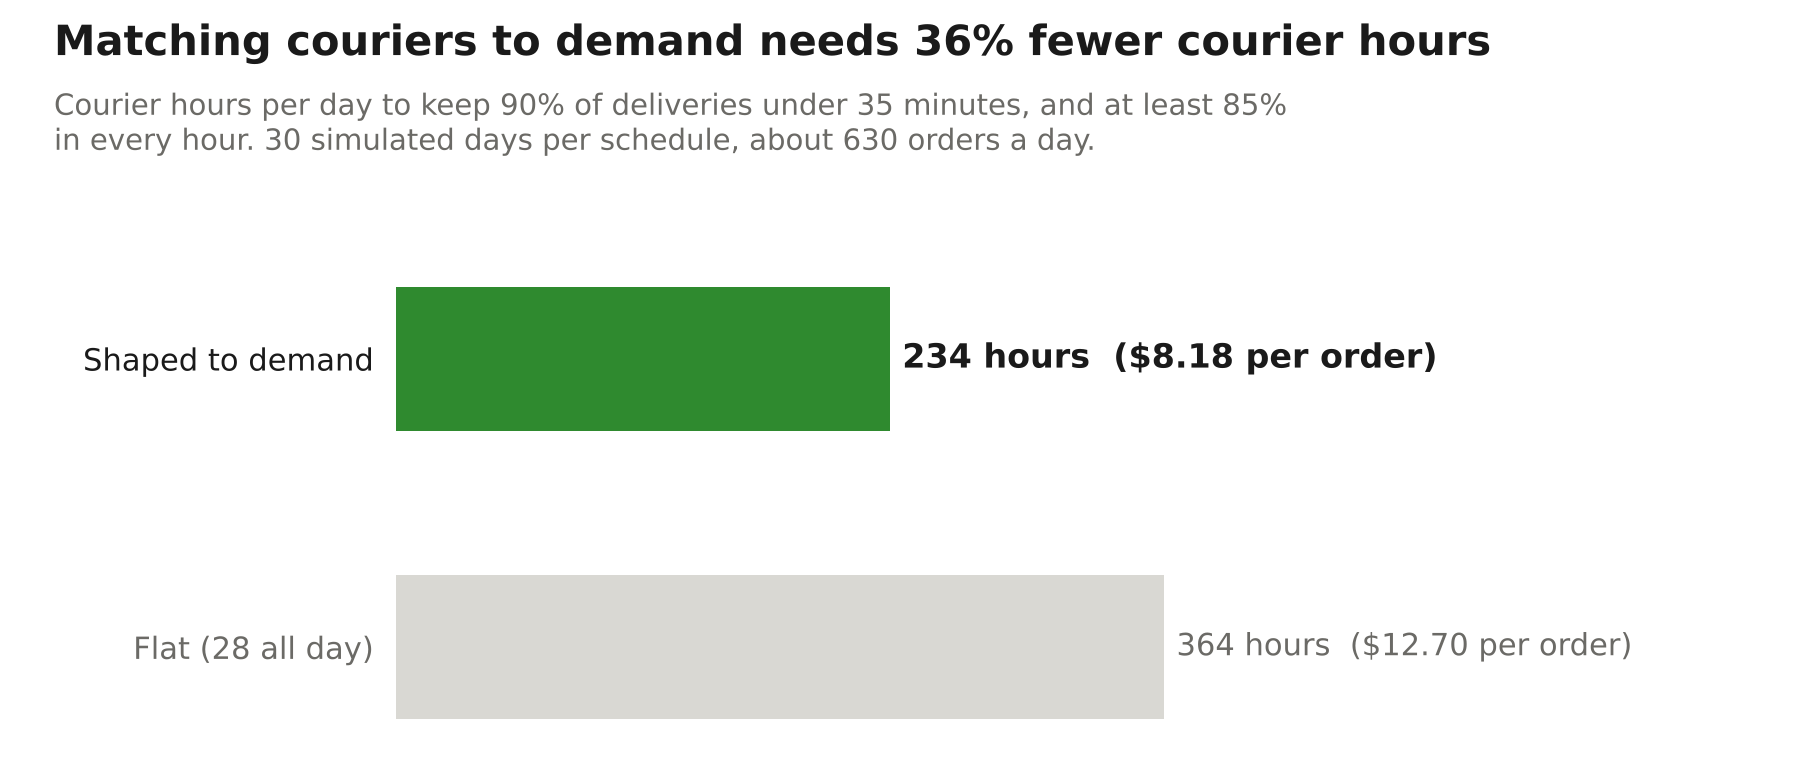 Matching couriers to demand needs 36% fewer courier hours
Courier hours per day to keep 90% of deliveries under 35 minutes, and at least 85%
in every hour. 30 simulated days per schedule, about 630 orders a day.
Shaped to demand
234 hours  ($8.18 per order)
Flat (28 all day)
364 hours  ($12.70 per order)